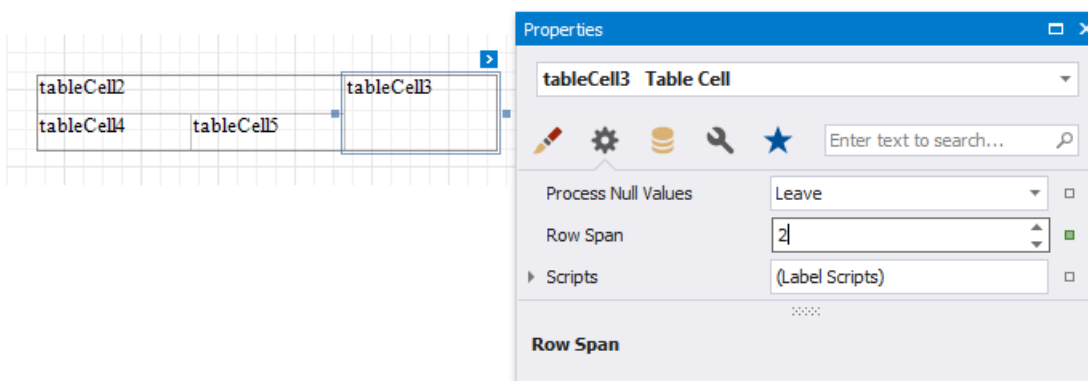 tableCell2
tableCell3
tableCell4
tableCell5
Properties
tableCell3 Table Cell
Enter text to search...
Process Null Values
Leave
Row Span
2
Scripts
(Label Scripts)
Row Span